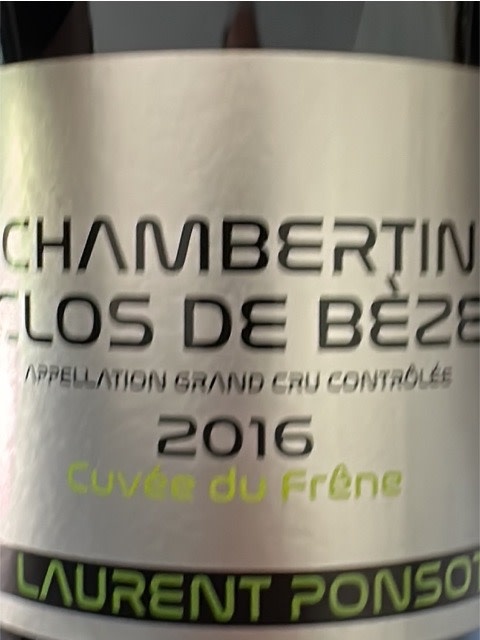 CHAMBERTIN
CLOS DE BÈZE
APPELLATION GRAND CRU CONTRÔLÉE
2016
Cuvée du Frêne
LAURENT PONSOT